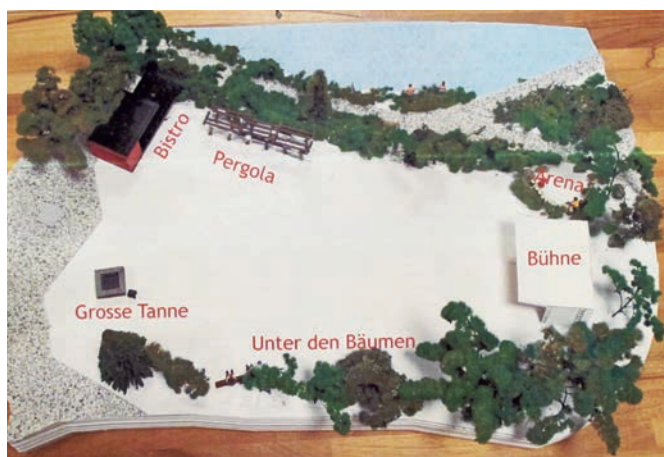 Bistro
Pergola
Arena
Bühne
Grosse Tanne
Unter den Bäumen